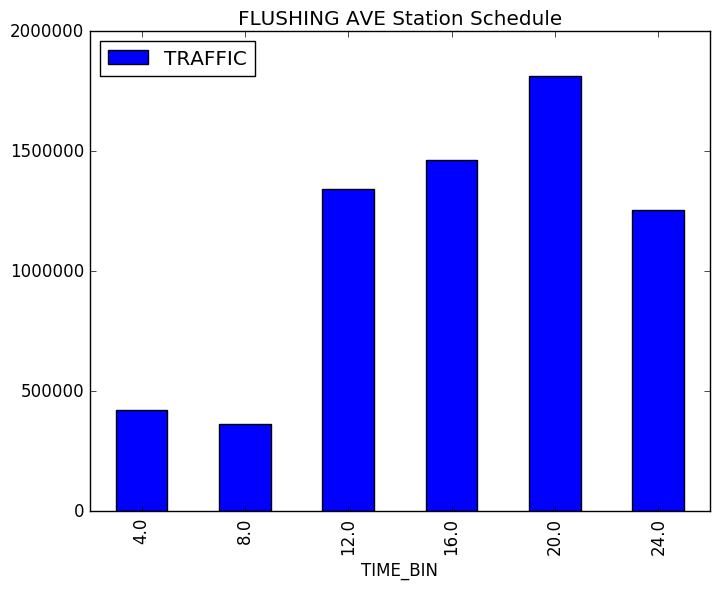 FLUSHING AVE Station Schedule
2000000
TRAFFIC
1500000
1000000
500000
0
4.0 8.0 12.0 16.0 20.0 24.0
TIME_BIN